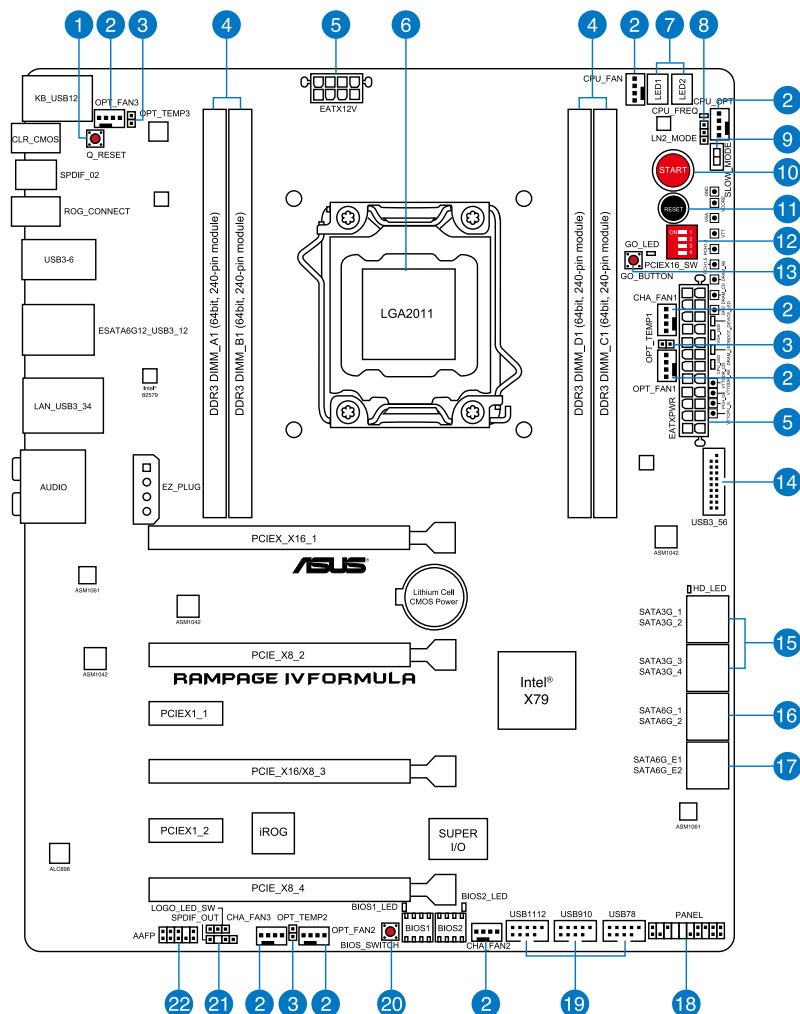 1
2
3
4
5
6
4
2
7
8
KB_USB12
OPT_FAN3
OPT_TEMP3
EATX12V
CPU_FAN
LED1
LED2
CPU_FREQ
CPU_OPT
2
CLR_CMOS
Q_RESET
LN2_MODE
9
SLOW_MODE
SPDIF_O2
START
10
ROG_CONNECT
RESET
11
GND
VTT
DDR3 DIMM_A1 (64bit, 240-pin module)
DDR3 DIMM_B1 (64bit, 240-pin module)
DDR3 DIMM_D1 (64bit, 240-pin module)
DDR3 DIMM_C1 (64bit, 240-pin module)
ON
1
2
3
4
12
USB3-6
GO_LED
PCIEX16_SW
GO_BUTTON
13
LGA2011
CHA_FAN1
2
ESATA6G12_USB3_12
OPT_TEMP1
3
OPT_FAN1
2
Intel®
82579
LAN_USB3_34
EATXPWR
5
AUDIO
EZ_PLUG
14
USB3_56
PCIEX_X16_1
ASUS
ASM1042
ASM1061
Lithium Cell
CMOS Power
HD_LED
ASM1042
SATA3G_1
SATA3G_2
15
PCIE_X8_2
ASM1042
SATA3G_3
SATA3G_4
RAMPAGE IV FORMULA
Intel®
X79
PCIEX1_1
SATA6G_1
SATA6G_2
16
PCIE_X16/X8_3
SATA6G_E1
SATA6G_E2
17
PCIEX1_2
iROG
SUPER
I/O
ASM1061
ALC898
PCIE_X8_4
BIOS1_LED
BIOS2_LED
LOGO_LED_SW
SPDIF_OUT
CHA_FAN3
OPT_TEMP2
AAFP
OPT_FAN2
BIOS_SWITCH
BIOS1
BIOS2
CHA_FAN2
USB1112
USB910
USB78
PANEL
22
21
2
3
2
20
2
19
18